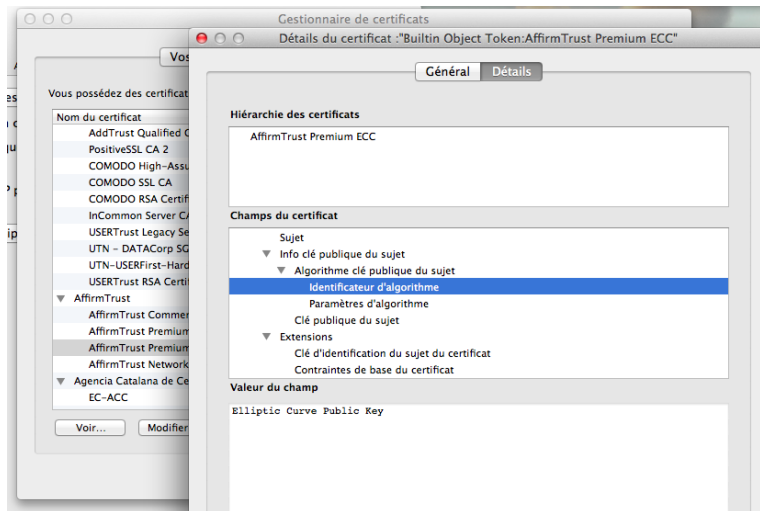 Gestionnaire de certificats
Détails du certificat :"Builtin Object Token:AffirmTrust Premium ECC"
Vos
Vous possédez des certificat
Nom du certificat
AddTrust Qualified C
PositiveSSL CA 2
COMODO High-Assu
COMODO SSL CA
COMODO RSA Certif
InCommon Server CA
USERTrust Legacy Se
UTN - DATACorp SG
UTN-USERFirst-Hard
USERTrust RSA Certi
AffirmTrust
AffirmTrust Commer
AffirmTrust Premium
AffirmTrust Premium
AffirmTrust Network
Agencia Catalana de Ce
EC-ACC
Voir...
Modifier
Général
Détails
Hiérarchie des certificats
AffirmTrust Premium ECC
Champs du certificat
Sujet
Info clé publique du sujet
Algorithme clé publique du sujet
Identificateur d'algorithme
Paramètres d'algorithme
Clé publique du sujet
Extensions
Clé d'identification du sujet du certificat
Contraintes de base du certificat
Valeur du champ
Elliptic Curve Public Key